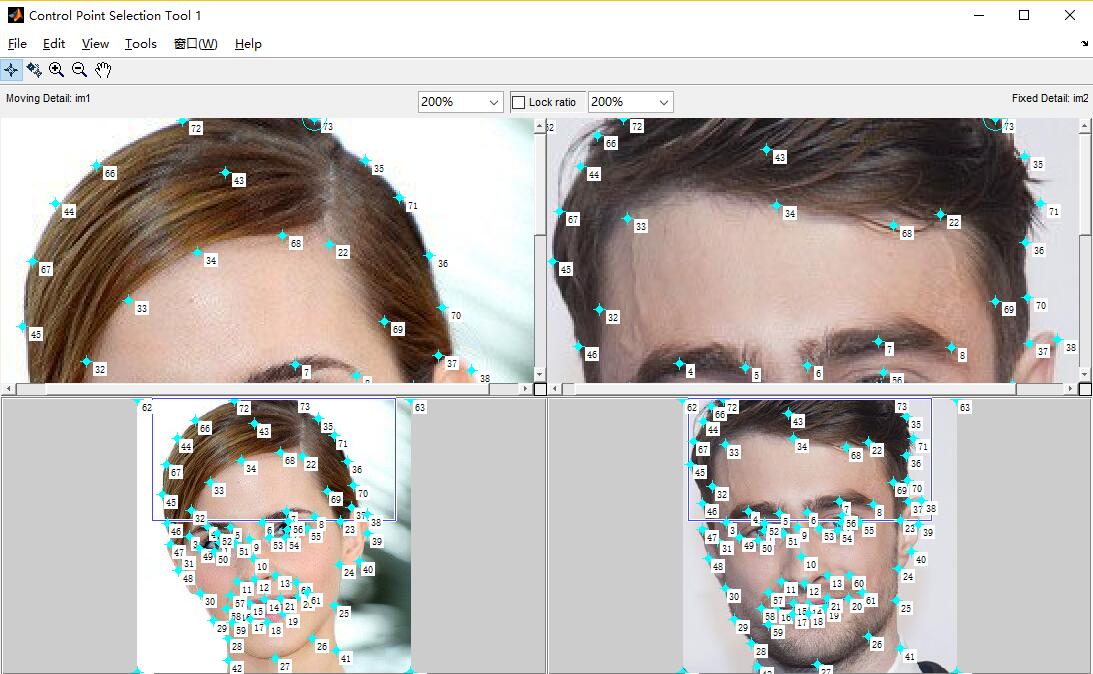 Control Point Selection Tool 1
File Edit View Tools 窗口(W) Help
Moving Detail: im1 200% Lock ratio 200% Fixed Detail: im2
72 73
66 43 35
44 71
68 22
67 34 36
33 70
45 69
32 7 37
38
62 72 73
66 43 35
44 34 71
67 33 68 22 36
45 32 69 70
46 4 5 6 7 8 37 38
56
62 72 73 63
66 43 35
44 71
34 68 22 36
67 33
45 69 70
32 7 37 38
46 6 56 8 23
52 55 39
47 51 9 53 54
49 50
31 10 24 40
48
11 12 13
30 57 61
15 14 21 25
59 17 18 19
29
28 26
27 41
42
62 66 72 73 63
44 43 35
67 33 34 68 22 71
45 36
32 69 70
46 4 5 6 7 8 37 38
3 52 9 56 55 23 39
47 31 49 50 51 53 54
48 10 40
24
30 11 12 13 60
57 61
58 16 15 21 20 25
59 17 18 19
29
28 26
27 41